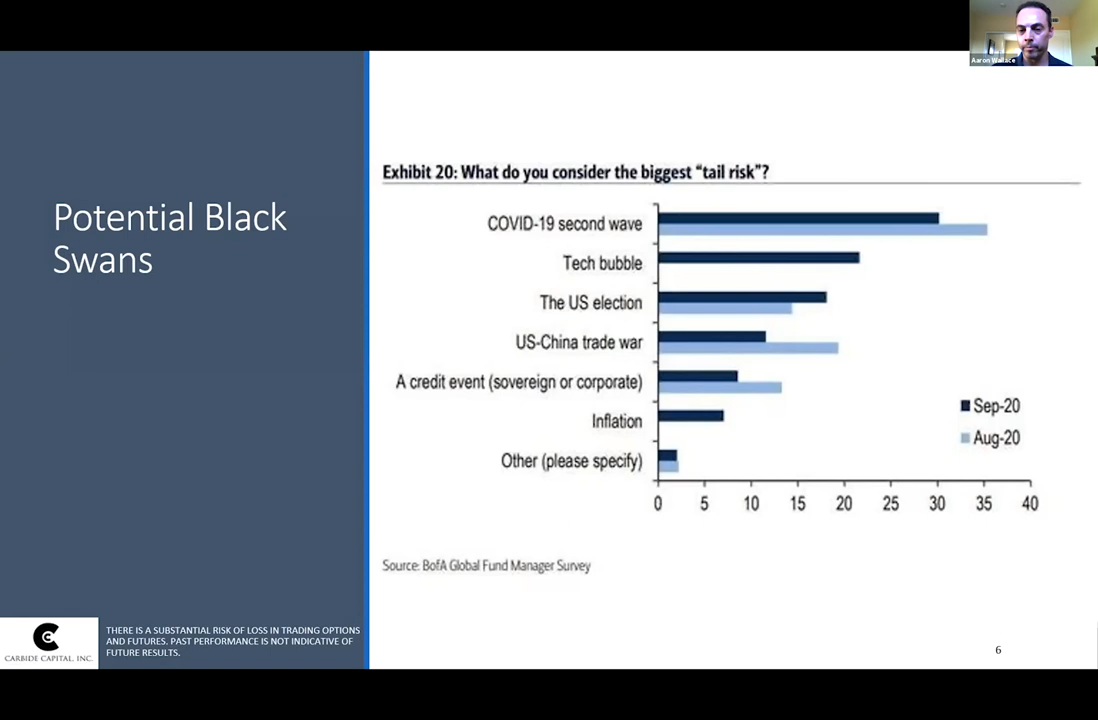 Aaron Wallace
Potential Black
Swans
Exhibit 20: What do you consider the biggest “tail risk”?
COVID-19 second wave
Tech bubble
The US election
US-China trade war
A credit event (sovereign or corporate)
Inflation
Other (please specify)
Sep-20
Aug-20
0 5 10 15 20 25 30 35 40
Source: BofA Global Fund Manager Survey
C
CARBIDE CAPITAL, INC.
THERE IS A SUBSTANTIAL RISK OF LOSS IN TRADING OPTIONS
AND FUTURES. PAST PERFORMANCE IS NOT INDICATIVE OF
FUTURE RESULTS.
6